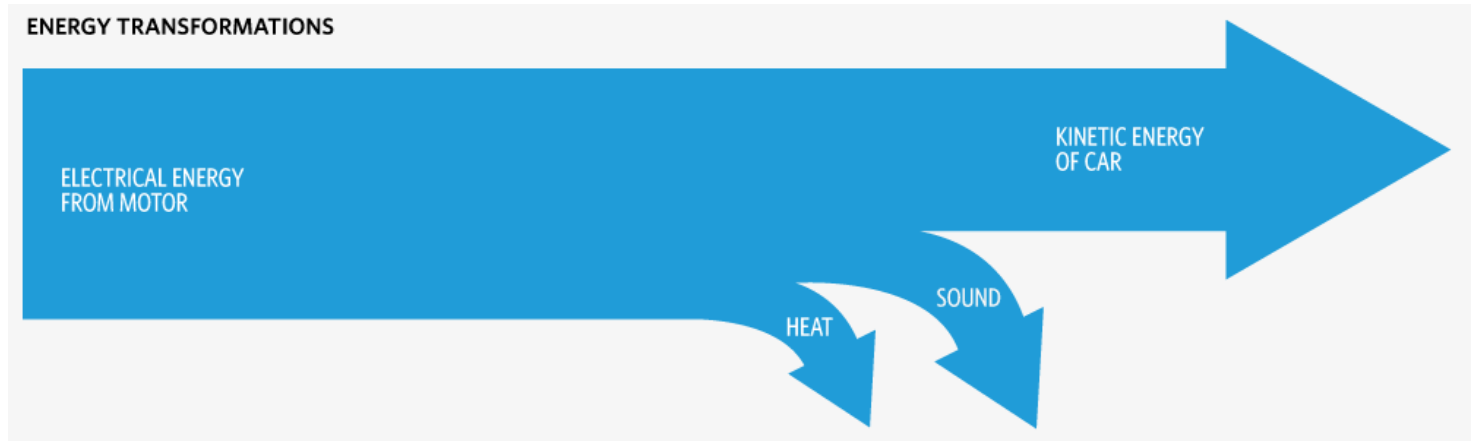 ENERGY TRANSFORMATIONS
ELECTRICAL ENERGY
FROM MOTOR
KINETIC ENERGY
OF CAR
HEAT
SOUND